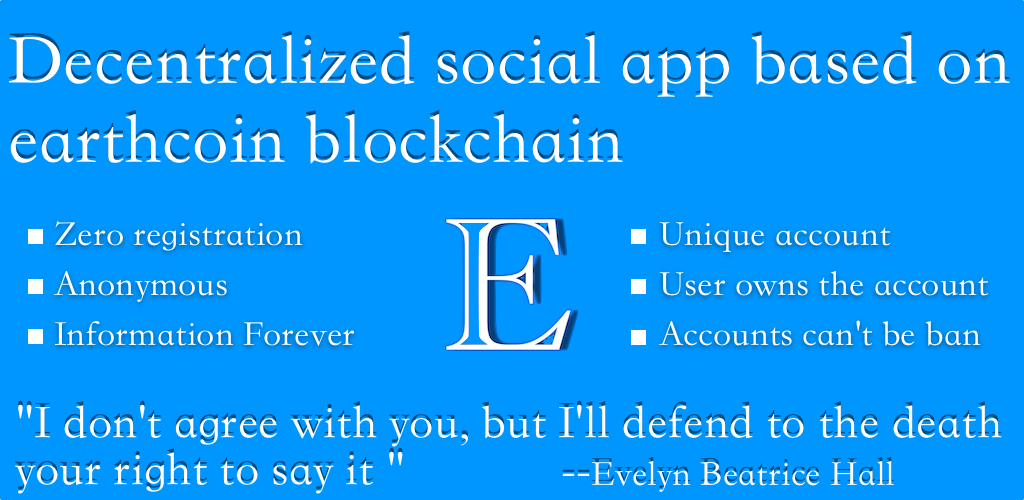 Decentralized social app based on
earthcoin blockchain
Zero registration
Anonymous
Information Forever
E
Unique account
User owns the account
Accounts can't be ban
"I don't agree with you, but I'll defend to the death
your right to say it "
--Evelyn Beatrice Hall